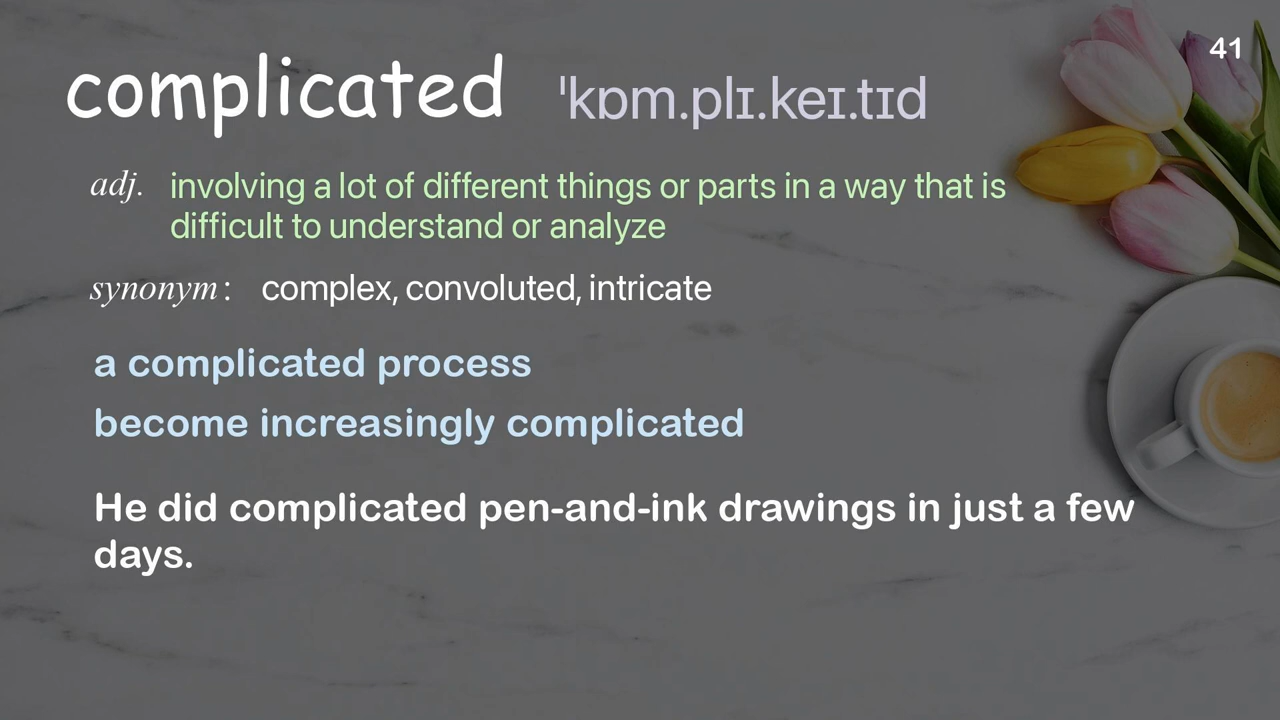 41
complicated ˈkɒm.plɪ.keɪ.tɪd
adj. involving a lot of different things or parts in a way that is
difficult to understand or analyze
synonym: complex, convoluted, intricate
a complicated process
become increasingly complicated
He did complicated pen-and-ink drawings in just a few
days.